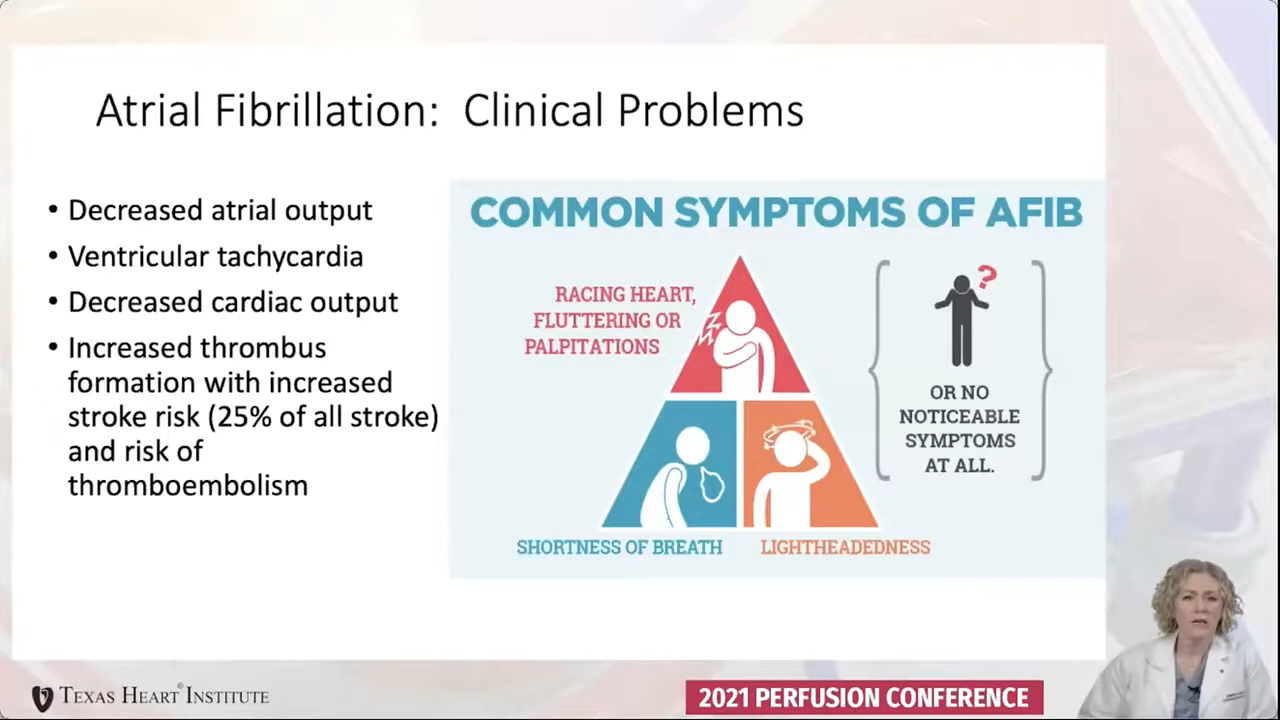 Atrial Fibrillation: Clinical Problems
• Decreased atrial output
• Ventricular tachycardia
• Decreased cardiac output
• Increased thrombus
formation with increased
stroke risk (25% of all stroke)
and risk of
thromboembolism
COMMON SYMPTOMS OF AFIB
RACING HEART,
FLUTTERING OR
PALPITATIONS
SHORTNESS OF BREATH
LIGHTHEADEDNESS
?
OR NO
NOTICEABLE
SYMPTOMS
AT ALL.
TEXAS HEART® INSTITUTE
2021 PERFUSION CONFERENCE